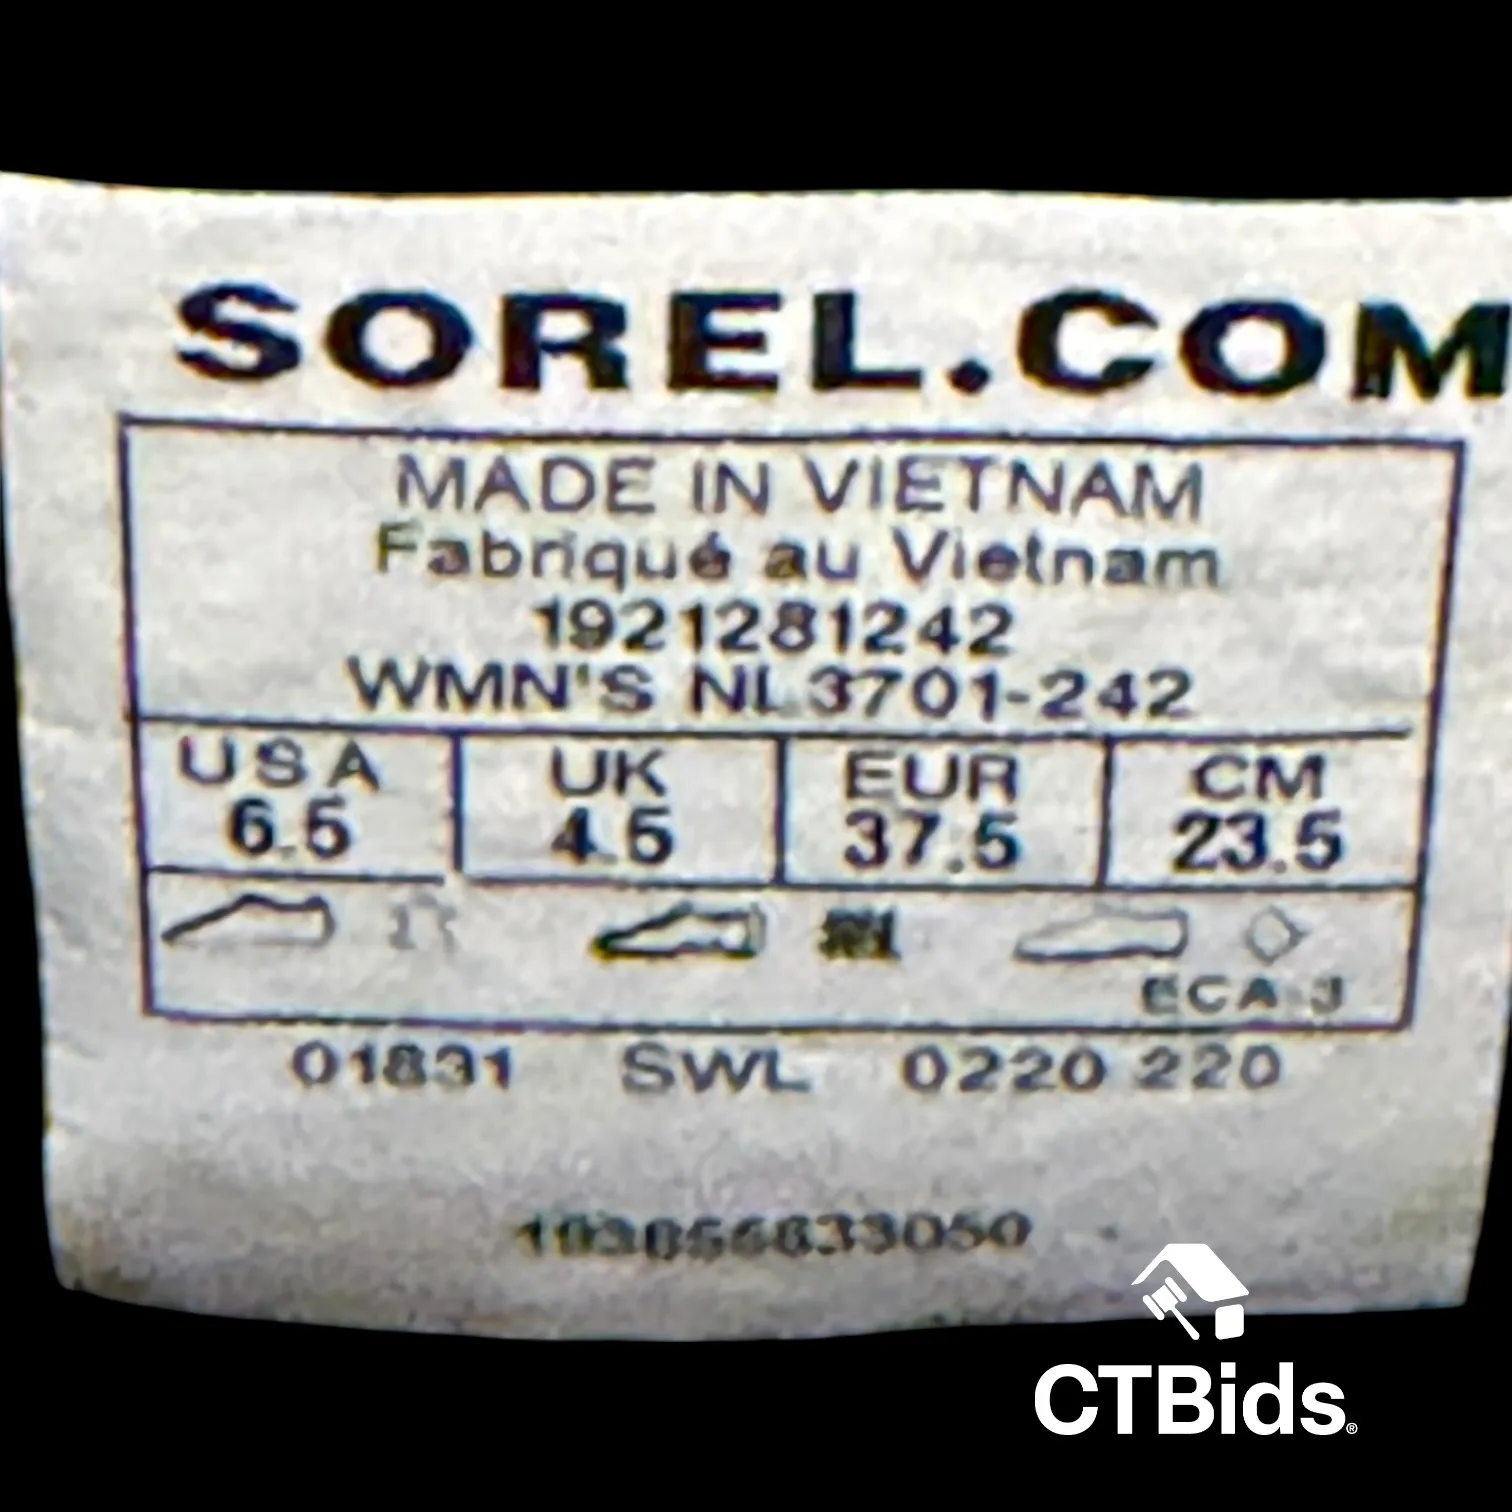 SOREL.COM
MADE IN VIETNAM
Fabriqué au Vietnam
1921281242
WMN'S NL3701-242
USA UK EUR CM
6.5 4.5 37.5 23.5
ECA J
01831 SWL 0220 220
CTBids®